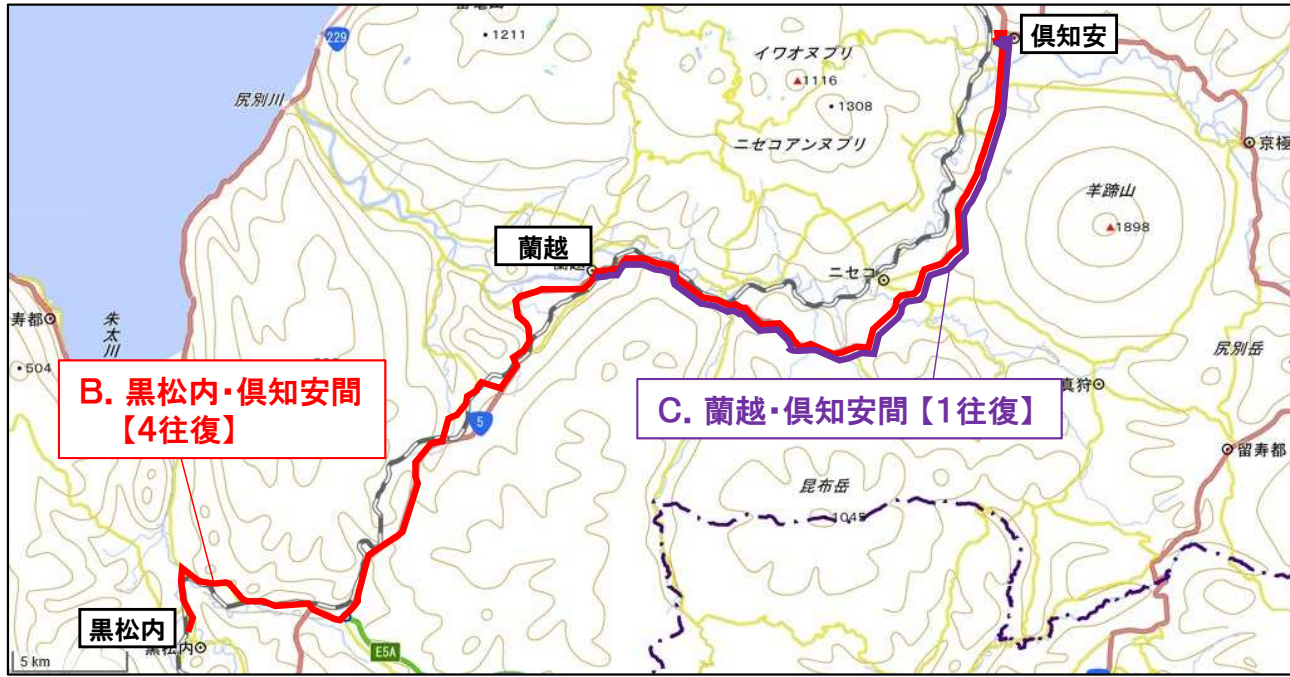 229
・1211
倶知安
イワオヌプリ
▲1116
・1308
尻別川
ニセコアンヌプリ
京極
羊蹄山
▲1898
蘭越
ニセコ
寿都
朱太川
・504
尻別岳
B. 黒松内・倶知安間
【4往復】
真狩
C. 蘭越・倶知安間【1往復】
5
留寿都
昆布岳
1045
黒松内
黒松内
E5A
5 km